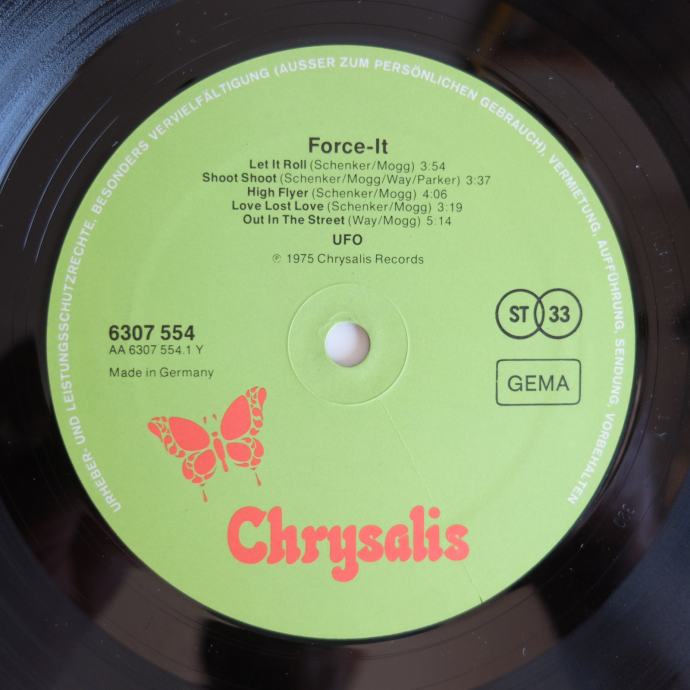 URHEBER- UND LEISTUNGSSCHUTZRECHTE, BESONDERS VERVIELFÄLTIGUNG (AUSSER ZUM PERSÖNLICHEN GEBRAUCH), VERMIETUNG, AUFFÜHRUNG, SENDUNG, VORBEHALTEN
Force-It
Let It Roll (Schenker/Mogg) 3:54
Shoot Shoot (Schenker/Mogg/Way/Parker) 3:37
High Flyer (Schenker/Mogg) 4:06
Love Lost Love (Schenker/Mogg) 3:19
Out In The Street (Way/Mogg) 5:14
UFO
℗ 1975 Chrysalis Records
6307 554
AA 6307 554.1 Y
Made in Germany
ST 33
GEMA
Chrysalis
320